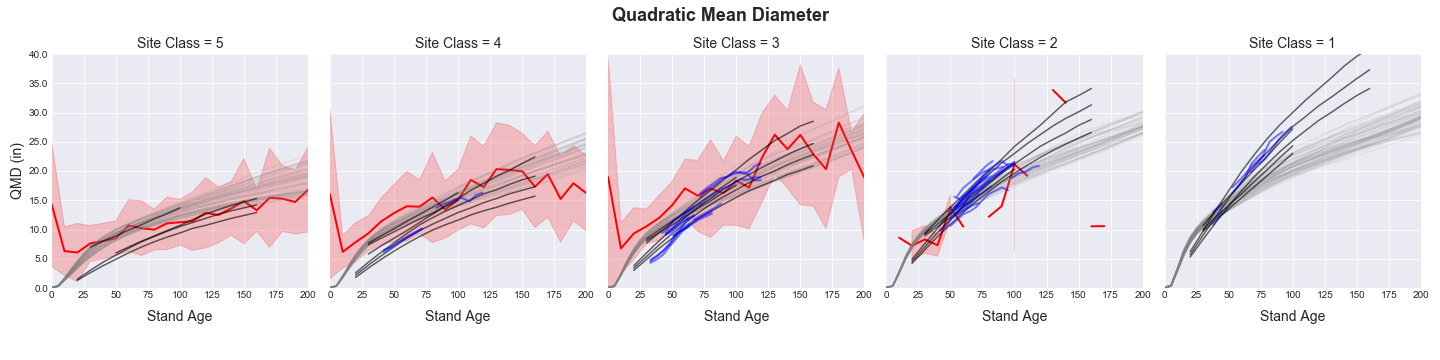 Quadratic Mean Diameter
Site Class = 5
Site Class = 4
Site Class = 3
Site Class = 2
Site Class = 1
QMD (in)
40.0
35.0
30.0
25.0
20.0
15.0
10.0
5.0
0.0
0 25 50 75 100 125 150 175 200
0 25 50 75 100 125 150 175 200
0 25 50 75 100 125 150 175 200
0 25 50 75 100 125 150 175 200
0 25 50 75 100 125 150 175 200
Stand Age
Stand Age
Stand Age
Stand Age
Stand Age